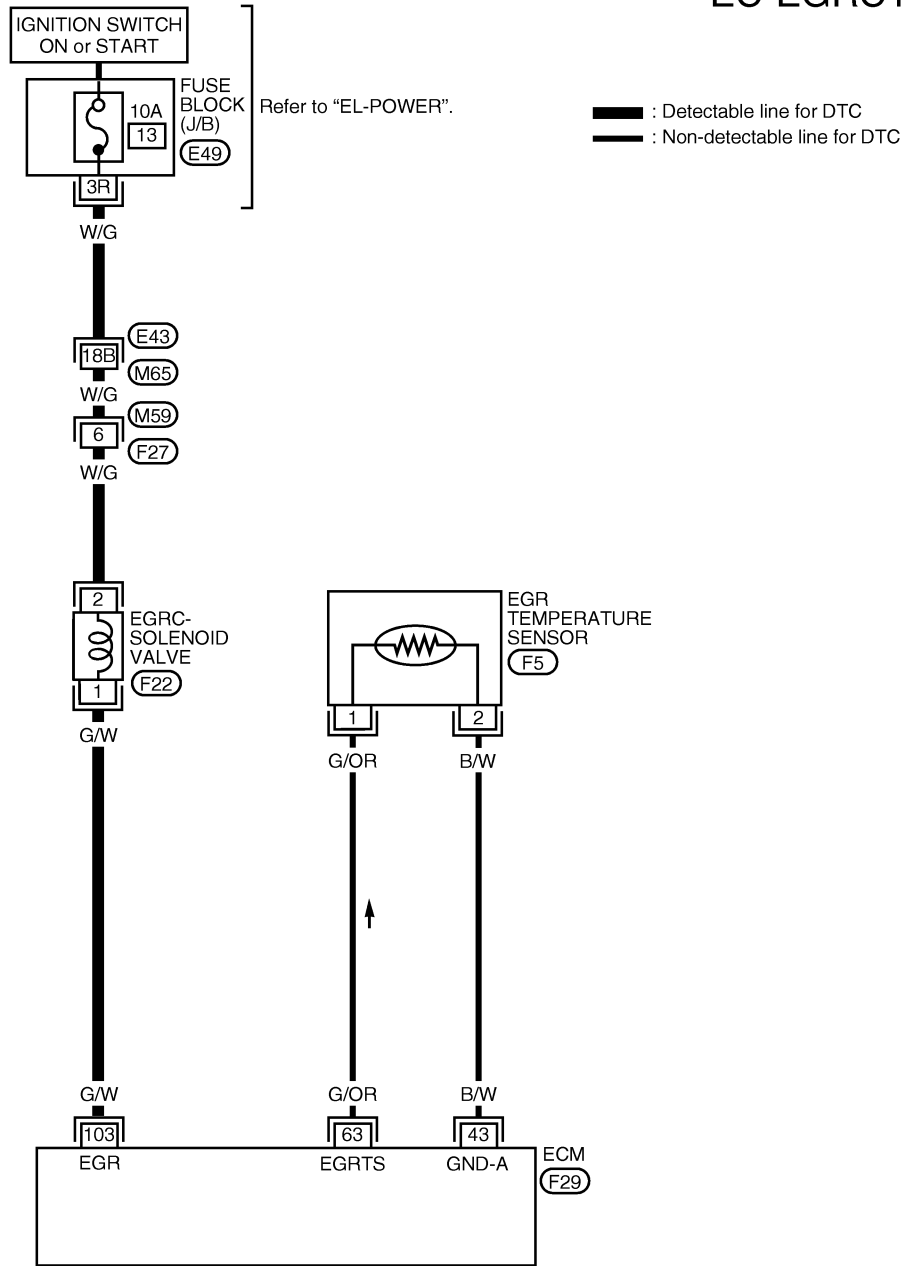 IGNITION SWITCH
ON or START
FUSE
BLOCK
(J/B)
10A
13
E49
Refer to “EL-POWER”.
: Detectable line for DTC
: Non-detectable line for DTC
3R
W/G
E43
18B
M65
W/G
M59
6
F27
W/G
2
EGRC-
SOLENOID
VALVE
1
F22
G/W
EGR
TEMPERATURE
SENSOR
F5
1
2
G/OR
B/W
G/W
G/OR
B/W
103
63
43
EGR
EGRTS
GND-A
ECM
F29